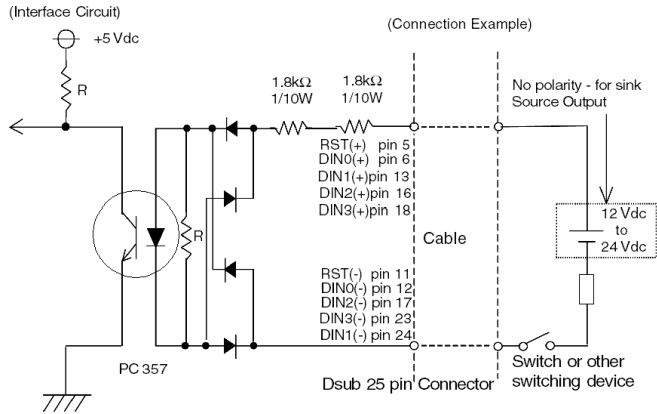 (Interface Circuit)
+5 Vdc
R
(Connection Example)
1.8kΩ
1/10W
1.8kΩ
1/10W
No polarity - for sink
Source Output
RST(+) pin 5
DIN0(+) pin 6
DIN1(+)pin 13
DIN2(+)pin 16
DIN3(+)pin 18
R
Cable
12 Vdc
to
24 Vdc
RST(-) pin 11
DIN0(-) pin 12
DIN2(-) pin 17
DIN3(-) pin 23
DIN1(-) pin 24
PC 357
Dsub 25 pin Connector
Switch or other
switching device